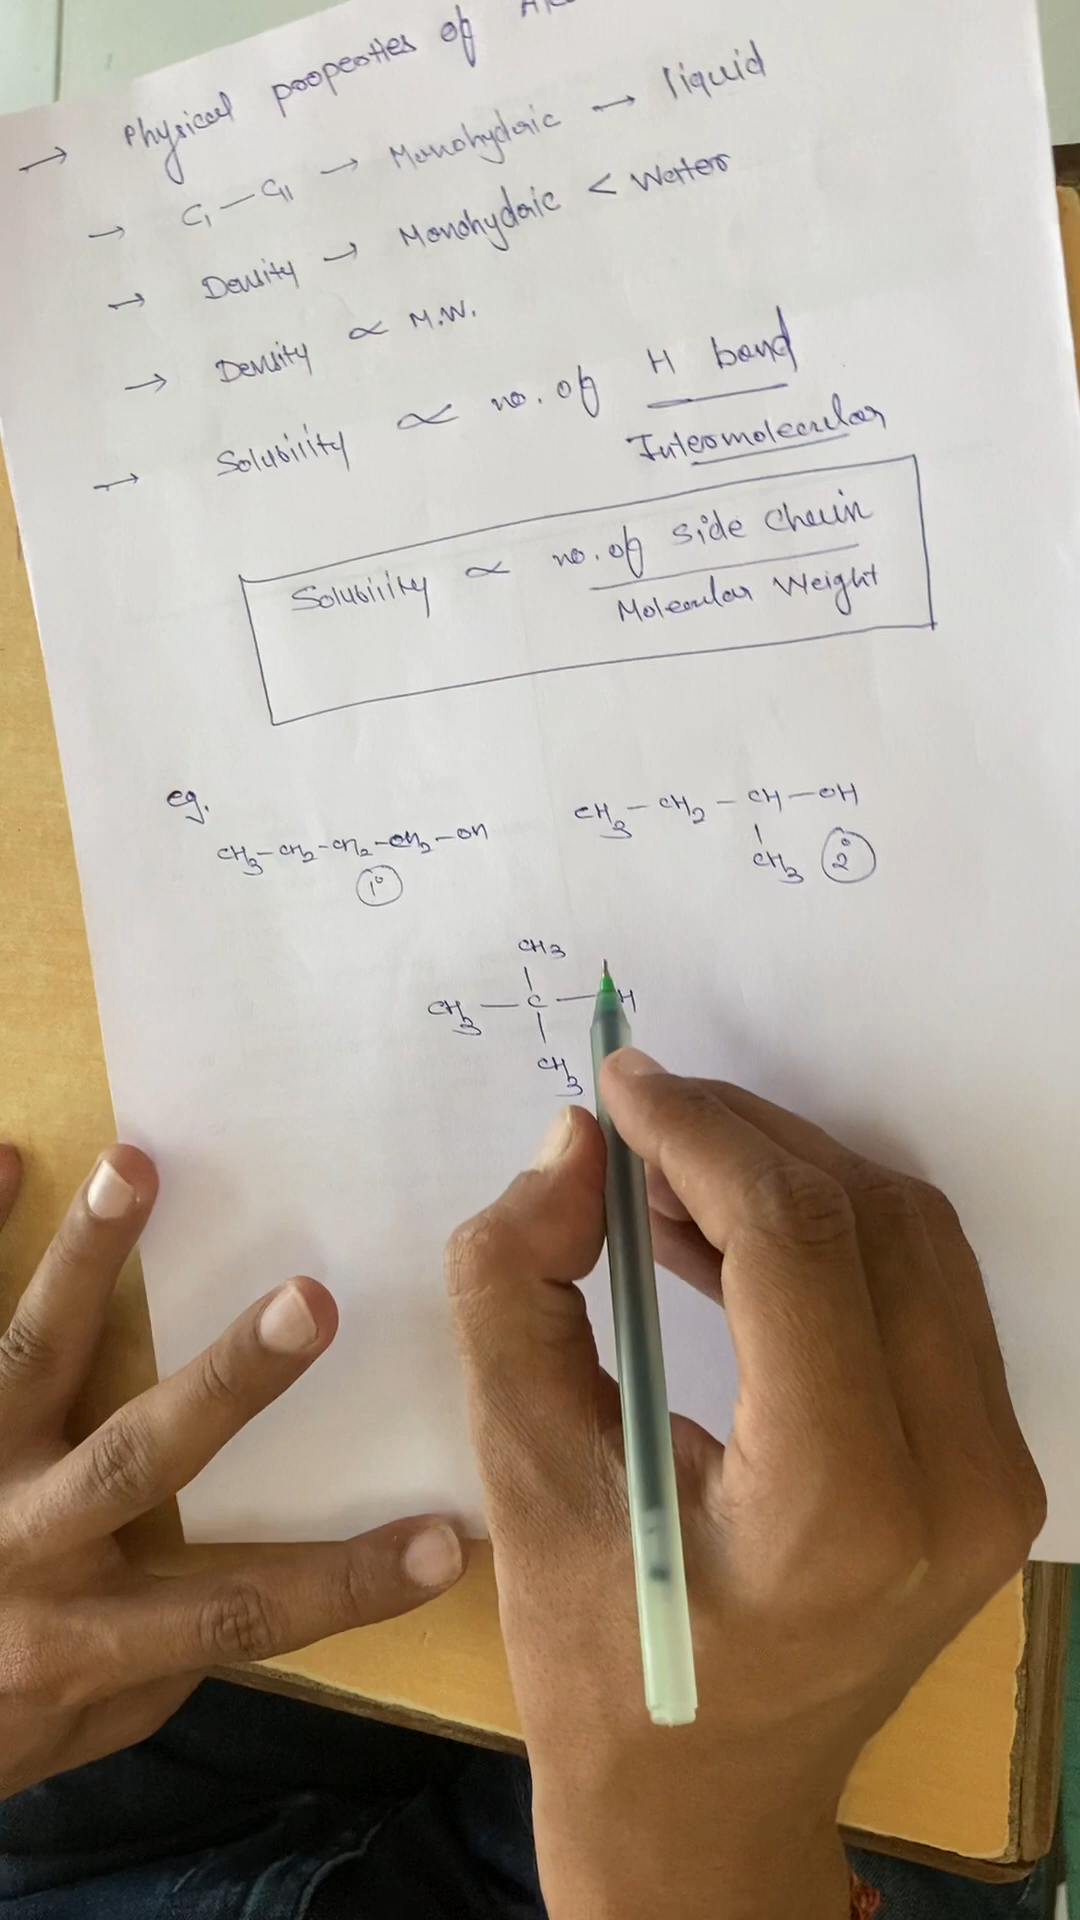 → Physical properties of
→ C₁ — C₁₁ → Monohydric → liquid
→ Density → Monohydric < Water
→ Density ∝ M.W.
→ Solubility ∝ no. of H bond
Intermolecular
Solubility ∝ no. of side chain
Molecular Weight
eg.
CH₃ – CH₂ – CH – OH
CH₃–CH₂–CH₂–CH₂–OH
CH₃ 2°
1°
CH₃
CH₃ — C — H
CH₃